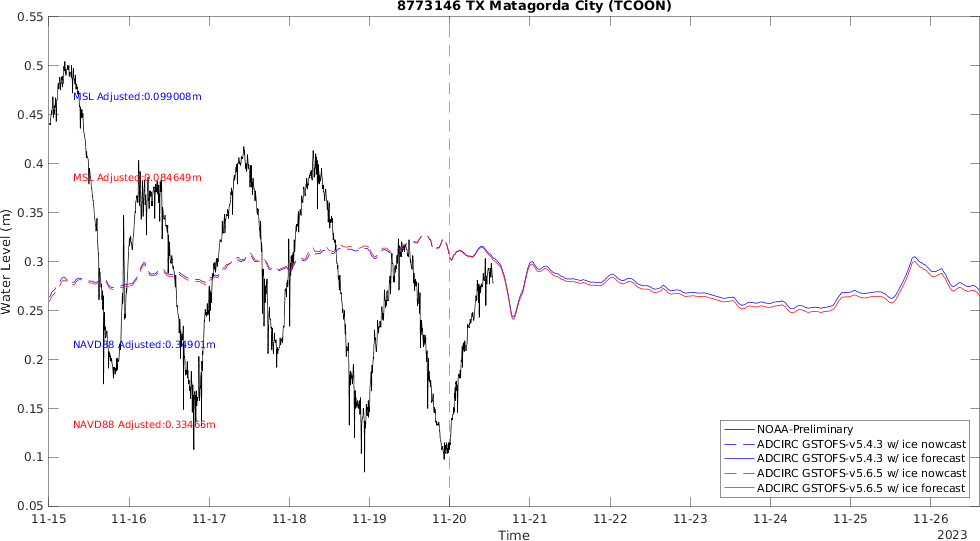 8773146 TX Matagorda City (TCOON)
0.55
0.5
0.45
0.4
0.35
0.3
0.25
0.2
0.15
0.1
0.05
Water Level (m)
MSL Adjusted:0.099008m
MSL Adjusted:0.084649m
NAVD88 Adjusted:0.34901m
NAVD88 Adjusted:0.33465m
NOAA-Preliminary
ADCIRC GSTOFS-v5.4.3 w/ ice nowcast
ADCIRC GSTOFS-v5.4.3 w/ ice forecast
ADCIRC GSTOFS-v5.6.5 w/ ice nowcast
ADCIRC GSTOFS-v5.6.5 w/ ice forecast
11-15 11-16 11-17 11-18 11-19 11-20 11-21 11-22 11-23 11-24 11-25 11-26
Time
2023